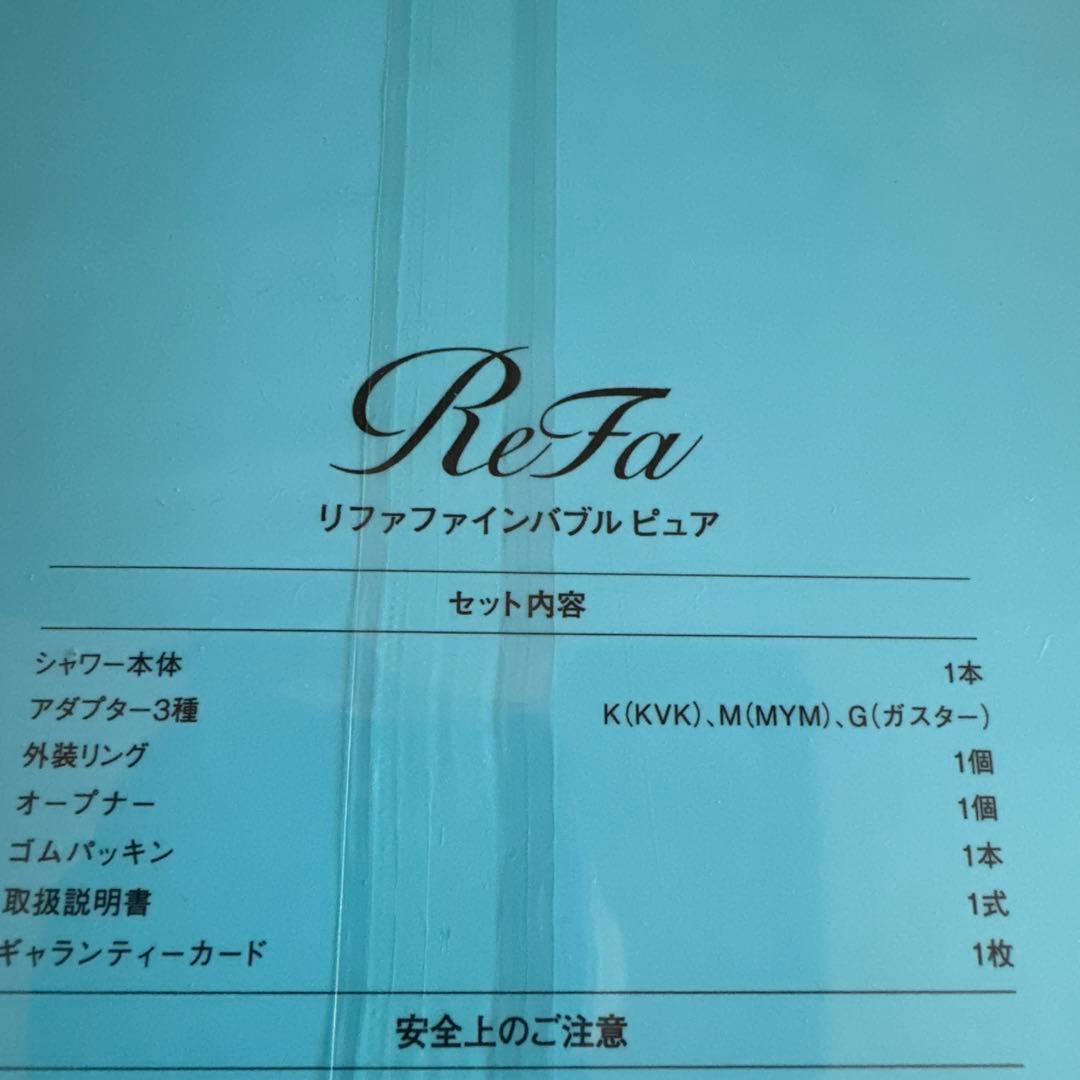 ReFa
リファファインバブル ピュア
セット内容
シャワー本体 1本
アダプター3種 K(KVK)、M(MYM)、G(ガスター)
外装リング 1個
オープナー 1個
ゴムパッキン 1本
取扱説明書 1式
ギャランティーカード 1枚
安全上のご注意